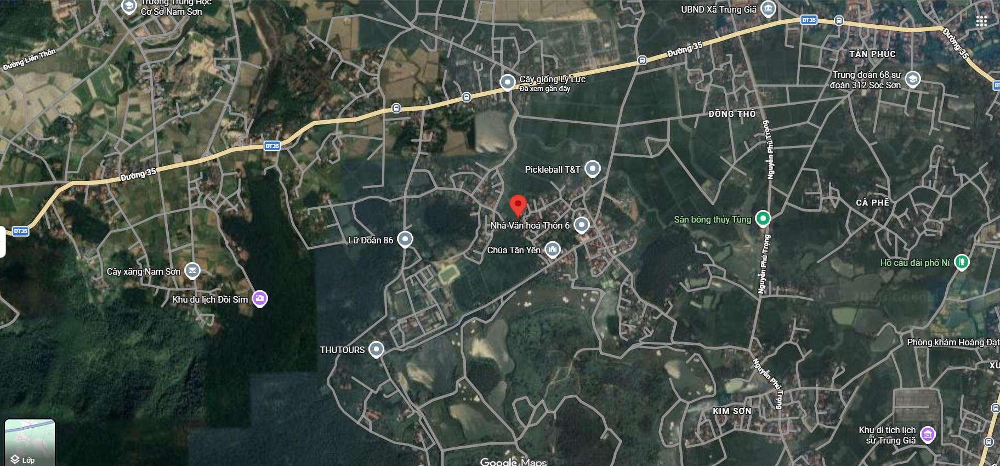 Trường Trung Học
Cơ Sở Nam Sơn
UBND Xã Trung Giã
DT35
Đường 35
Đường 35
Đường Liên Thôn
TÂN PHÚC
Trung đoàn 68 sư
đoàn 312 Sóc Sơn
DT
Cây giống Lý Lực
Đã xem gần đây
ĐỒNG THÔ
Nguyễn Phú Trọng
DT35
Đường 35
Pickleball T&T
CÀ PHÊ
Sân bóng thủy Tùng
Nhà Văn hoá Thôn 6
DT35
Lữ Đoàn 86
Chùa Tân Yên
Nguyễn Phú Trọng
Hồ câu đài phố Nỉ
Cây xăng Nam Sơn
Khu du lịch Đồi Sim
THUTOURS
Phòng khám Hoàng Đạt
XU
Nguyễn Phú Trọng
KIM SƠN
Khu di tích lịch
sử Trung Giã
Lớp
Google Maps